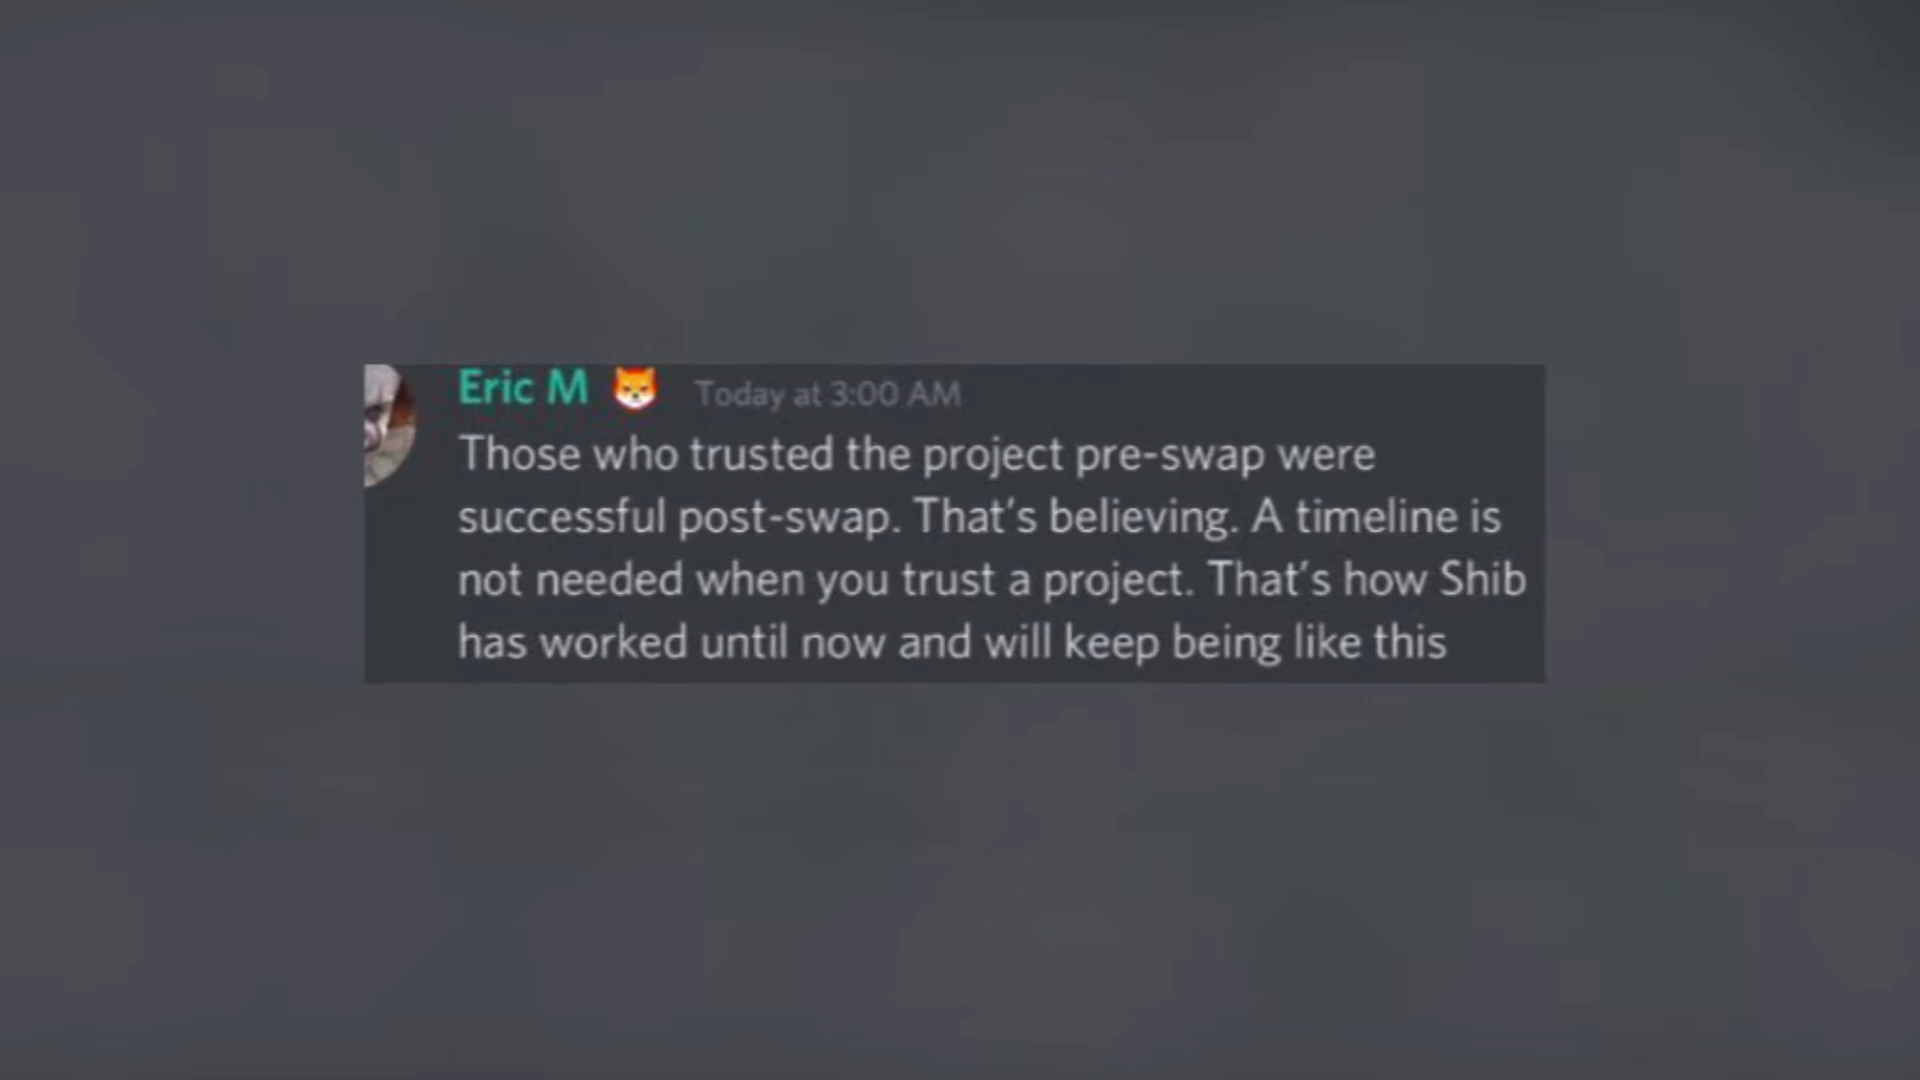 Eric M Today at 3:00 AM
Those who trusted the project pre-swap were
successful post-swap. That's believing. A timeline is
not needed when you trust a project. That's how Shib
has worked until now and will keep being like this